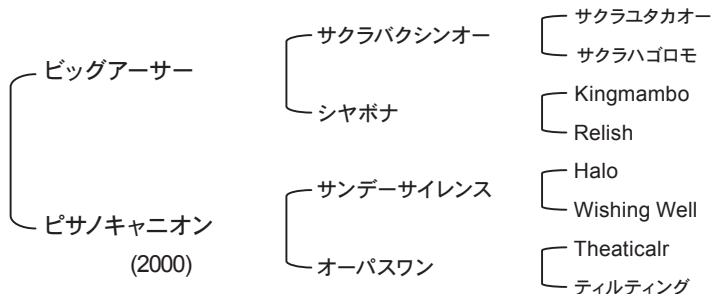 サクラユタカオー
サクラバクシンオー
サクラハゴロモ
ビッグアーサー
Kingmambo
シヤボナ
Relish
Halo
サンデーサイレンス
Wishing Well
ピサノキャニオン
(2000)
Theaticalr
オーパスワン
ティルティング